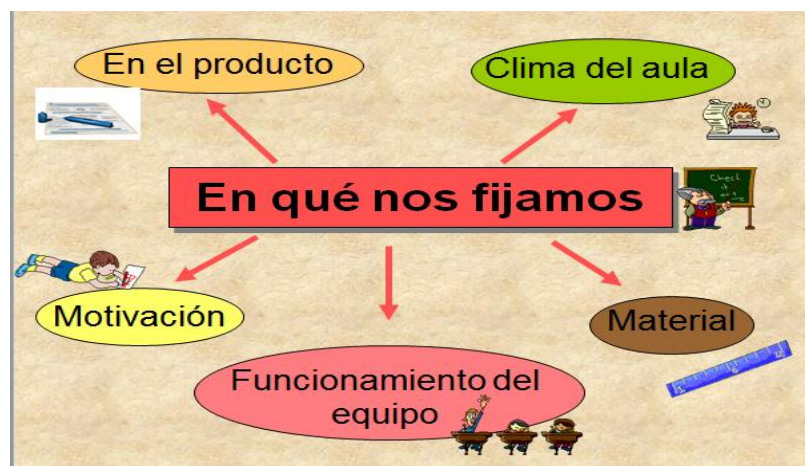 En el producto
Clima del aula
En qué nos fijamos
Motivación
Material
Funcionamiento del
equipo